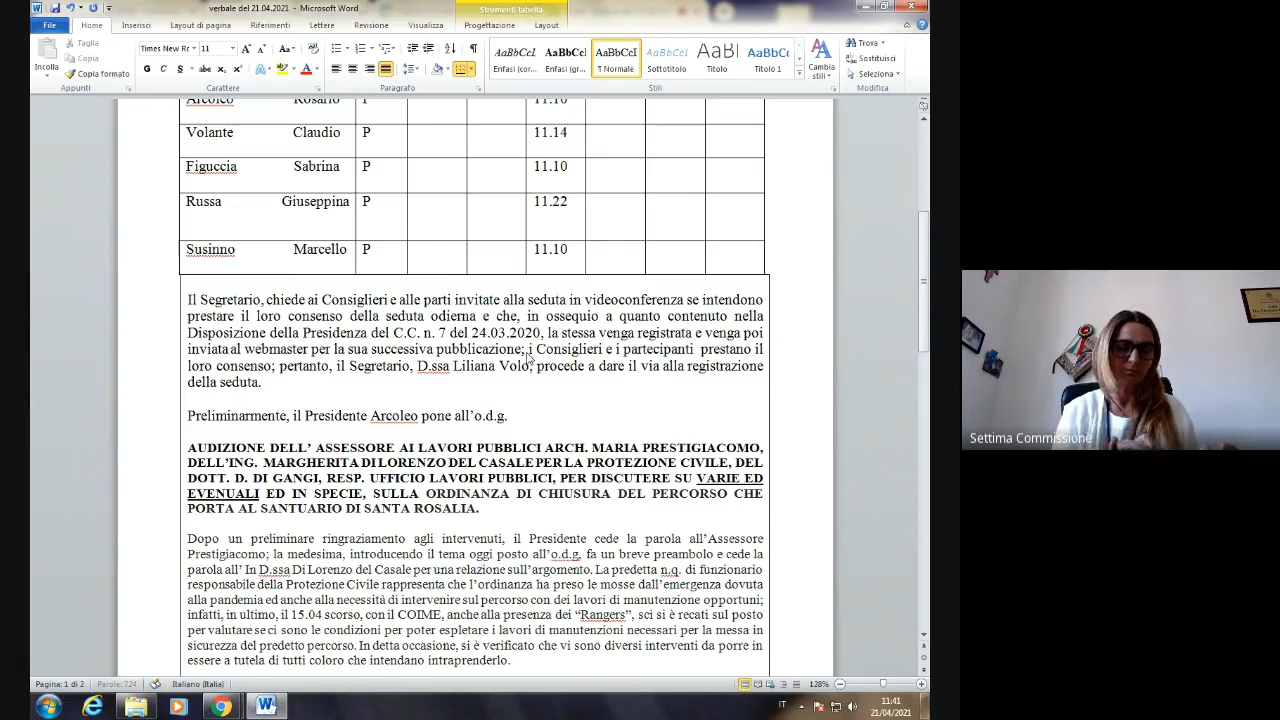 verbale del 21.04.2021 - Microsoft Word
Strumenti tabella
File Home Inserisci Layout di pagina Riferimenti Lettere Revisione Visualizza Progettazione Layout
Incolla
Taglia
Copia
Copia formato
Appunti
Times New Ro 11
Carattere
Paragrafo
AaBbCcI AaBbCcl AaBbCcI AaBbCcl AaBl AaBbC
Enfasi (cor... Enfasi (gr... ¶ Normale Sottotitolo Titolo Titolo 1
Stili
Cambia stili
Trova
Sostituisci
Seleziona
Modifica
Arcoleo Rosario P 11.10
Volante Claudio P 11.14
Figuccia Sabrina P 11.10
Russa Giuseppina P 11.22
Susinno Marcello P 11.10
Il Segretario, chiede ai Consiglieri e alle parti invitate alla seduta in videoconferenza se intendono
prestare il loro consenso della seduta odierna e che, in ossequio a quanto contenuto nella
Disposizione della Presidenza del C.C. n. 7 del 24.03.2020, la stessa venga registrata e venga poi
inviata al webmaster per la sua successiva pubblicazione; i Consiglieri e i partecipanti prestano il
loro consenso; pertanto, il Segretario, D.ssa Liliana Volo, procede a dare il via alla registrazione
della seduta.
Preliminarmente, il Presidente Arcoleo pone all’o.d.g.
AUDIZIONE DELL’ ASSESSORE AI LAVORI PUBBLICI ARCH. MARIA PRESTIGIACOMO,
DELL’ING. MARGHERITA DI LORENZO DEL CASALE PER LA PROTEZIONE CIVILE, DEL
DOTT. D. DI GANGI, RESP. UFFICIO LAVORI PUBBLICI, PER DISCUTERE SU VARIE ED
EVENUALI ED IN SPECIE, SULLA ORDINANZA DI CHIUSURA DEL PERCORSO CHE
PORTA AL SANTUARIO DI SANTA ROSALIA.
Dopo un preliminare ringraziamento agli intervenuti, il Presidente cede la parola all’Assessore
Prestigiacomo; la medesima, introducendo il tema oggi posto all’o.d.g. fa un breve preambolo e cede la
parola all’ In D.ssa Di Lorenzo del Casale per una relazione sull’argomento. La predetta n.q. di funzionario
responsabile della Protezione Civile rappresenta che l’ordinanza ha preso le mosse dall’emergenza dovuta
alla pandemia ed anche alla necessità di intervenire sul percorso con dei lavori di manutenzione opportuni;
infatti, in ultimo, il 15.04 scorso, con il COIME, anche alla presenza dei “Rangers”, sci si è recati sul posto
per valutare se ci sono le condizioni per poter espletare i lavori di manutenzioni necessari per la messa in
sicurezza del predetto percorso. In detta occasione, si è verificato che vi sono diversi interventi da porre in
essere a tutela di tutti coloro che intendano intraprenderlo.
Settima Commissione
Pagina: 1 di 2 Parole: 724 Italiano (Italia) 128%
IT 11:41
21/04/2021